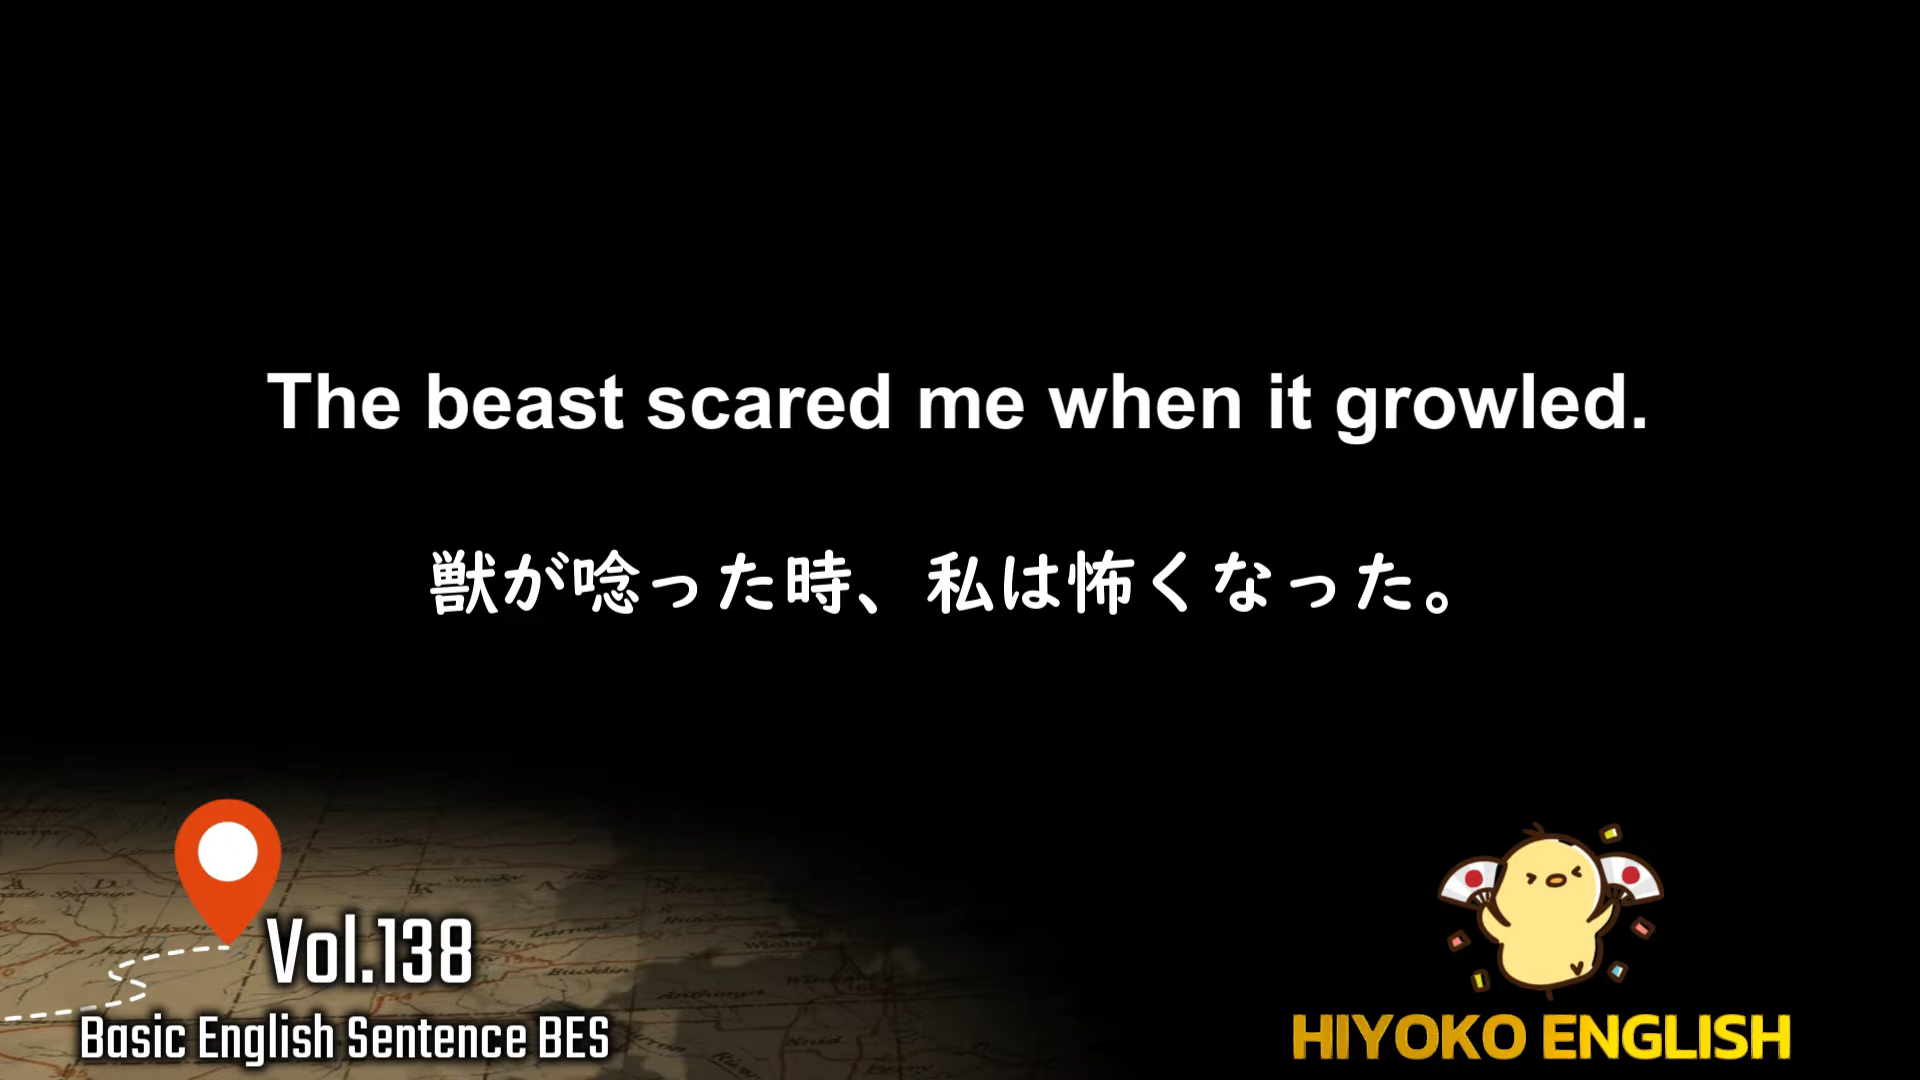 The beast scared me when it growled.
獣が唸った時、私は怖くなった。
Vol.138
Basic English Sentence BES
HIYOKO ENGLISH